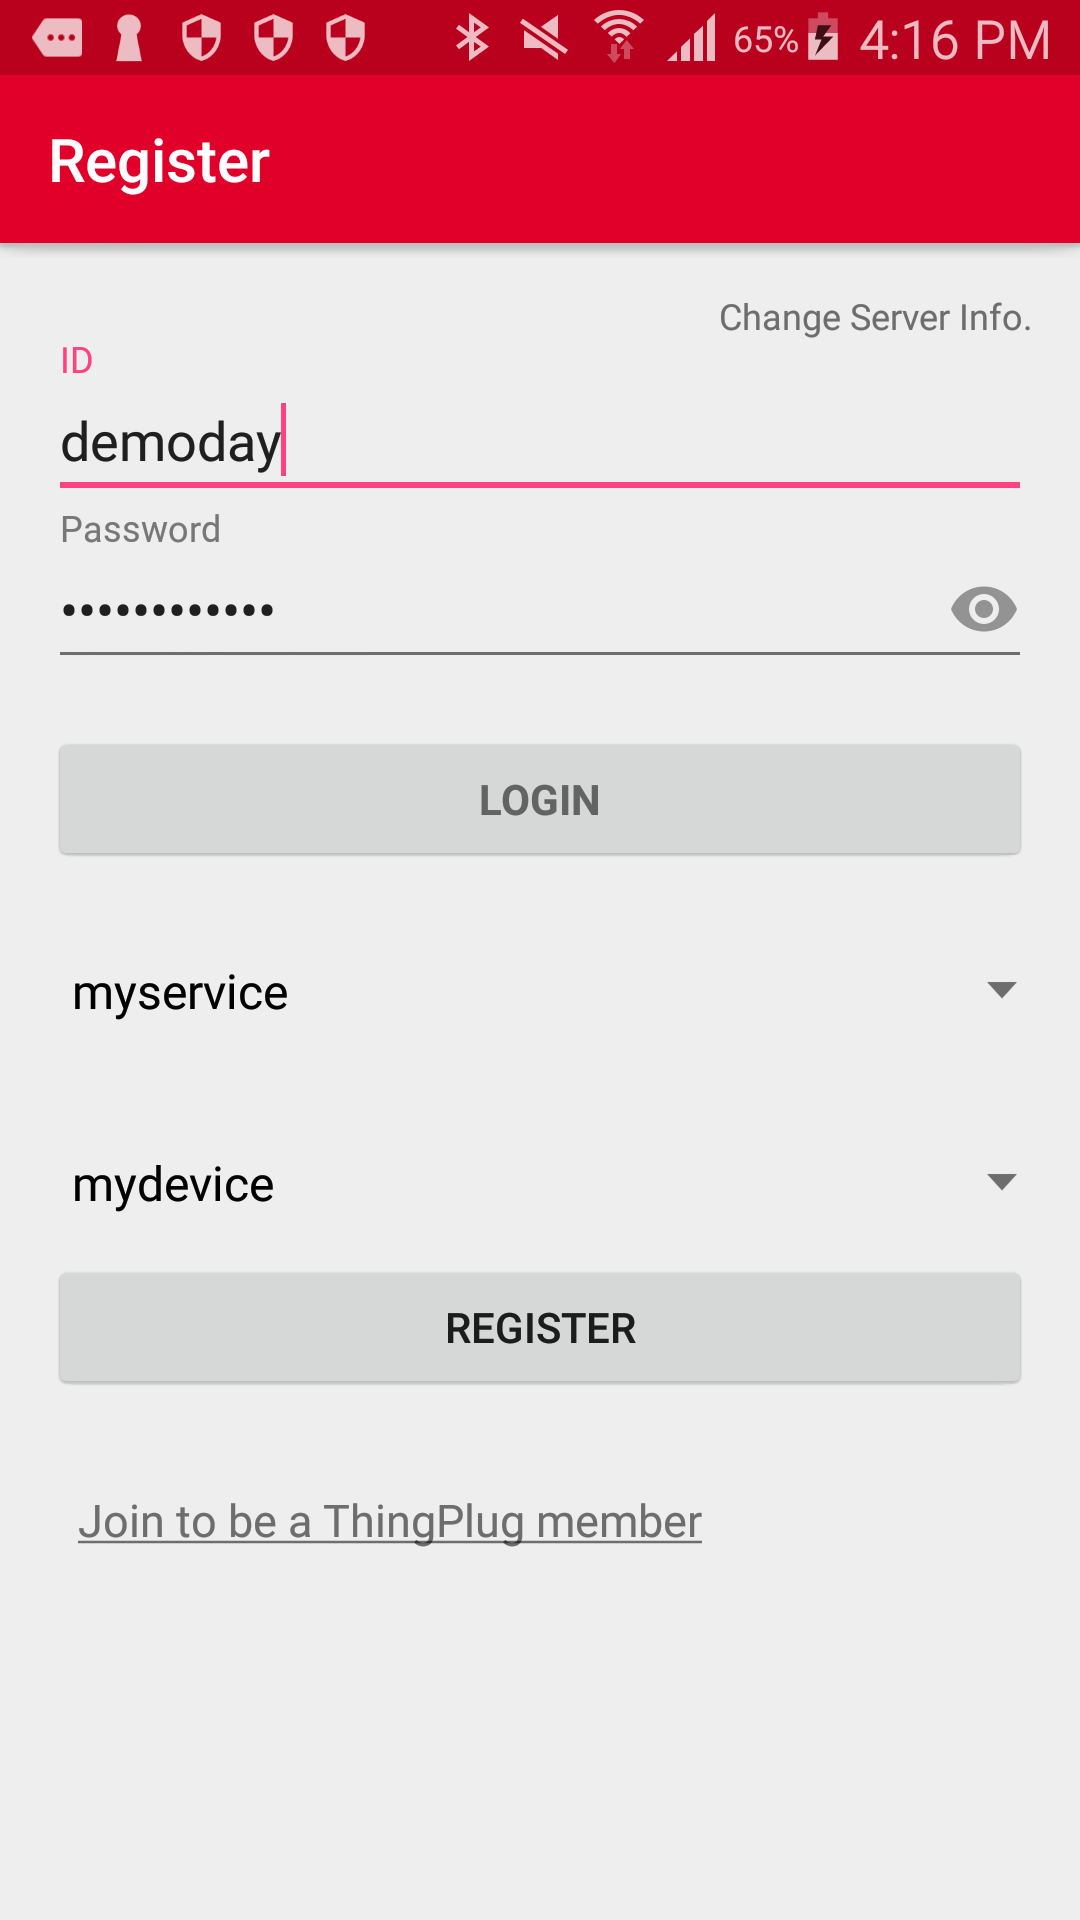 65% 4:16 PM
Register
Change Server Info.
ID
demoday
Password
••••••••••••
LOGIN
myservice
mydevice
REGISTER
Join to be a ThingPlug member